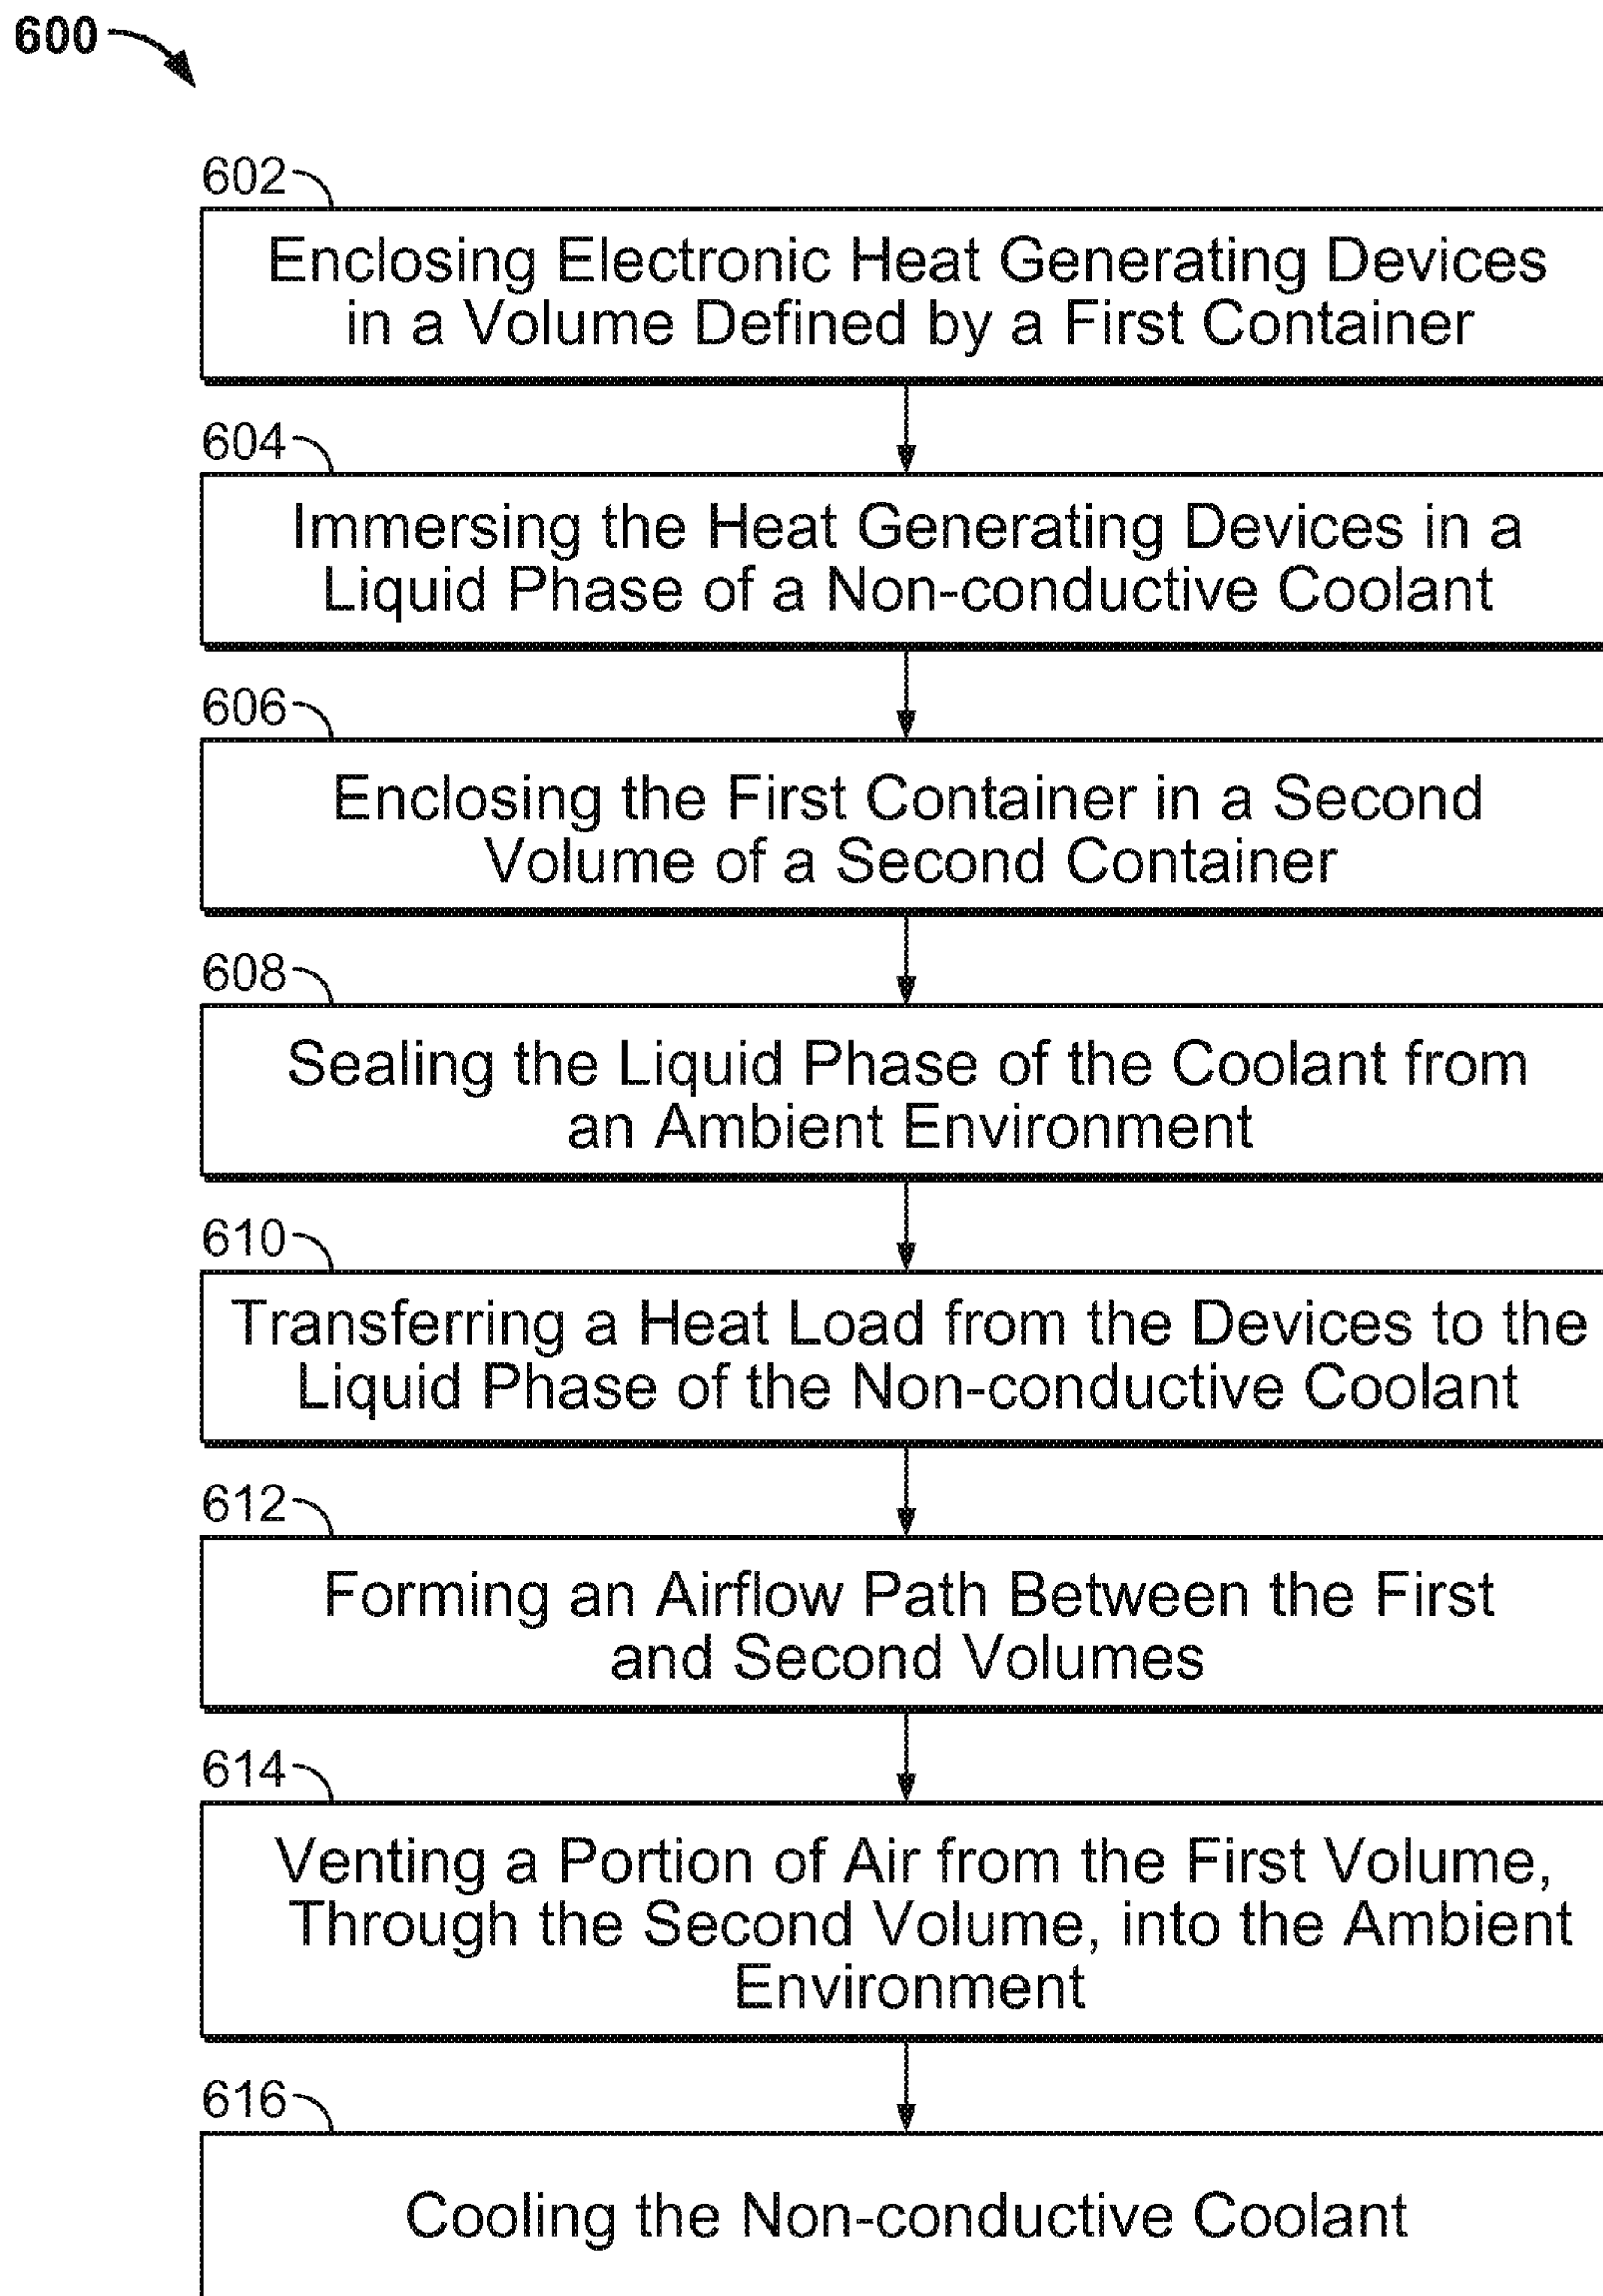 600
602
Enclosing Electronic Heat Generating Devices
in a Volume Defined by a First Container
604
Immersing the Heat Generating Devices in a
Liquid Phase of a Non-conductive Coolant
606
Enclosing the First Container in a Second
Volume of a Second Container
608
Sealing the Liquid Phase of the Coolant from
an Ambient Environment
610
Transferring a Heat Load from the Devices to the
Liquid Phase of the Non-conductive Coolant
612
Forming an Airflow Path Between the First
and Second Volumes
614
Venting a Portion of Air from the First Volume,
Through the Second Volume, into the Ambient
Environment
616
Cooling the Non-conductive Coolant